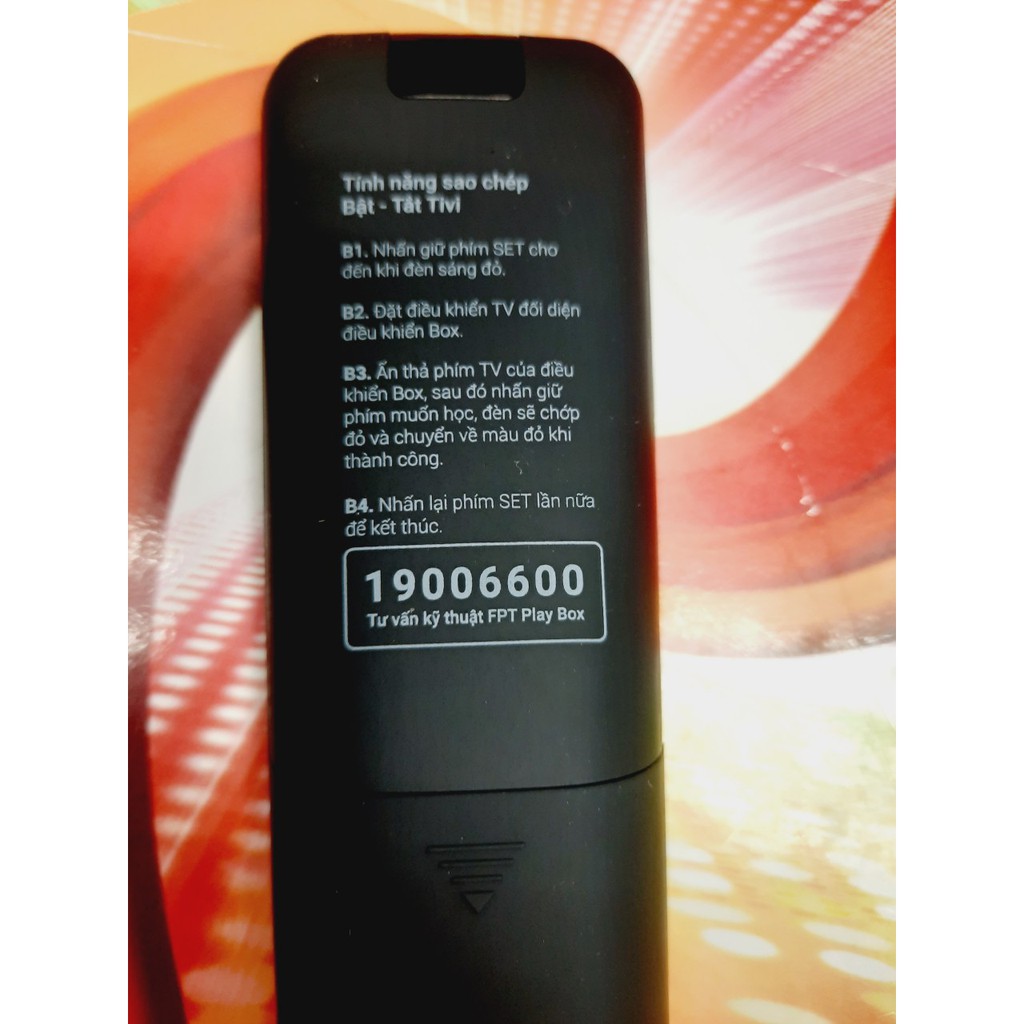 Tính năng sao chép
Bật - Tắt Tivi
B1. Nhấn giữ phím SET cho
đến khi đèn sáng đỏ.
B2. Đặt điều khiển TV đối diện
điều khiển Box.
B3. Ấn thả phím TV của điều
khiển Box, sau đó nhấn giữ
phím muốn học, đèn sẽ chớp
đỏ và chuyển về màu đỏ khi
thành công.
B4. Nhấn lại phím SET lần nữa
để kết thúc.
19006600
Tư vấn kỹ thuật FPT Play Box